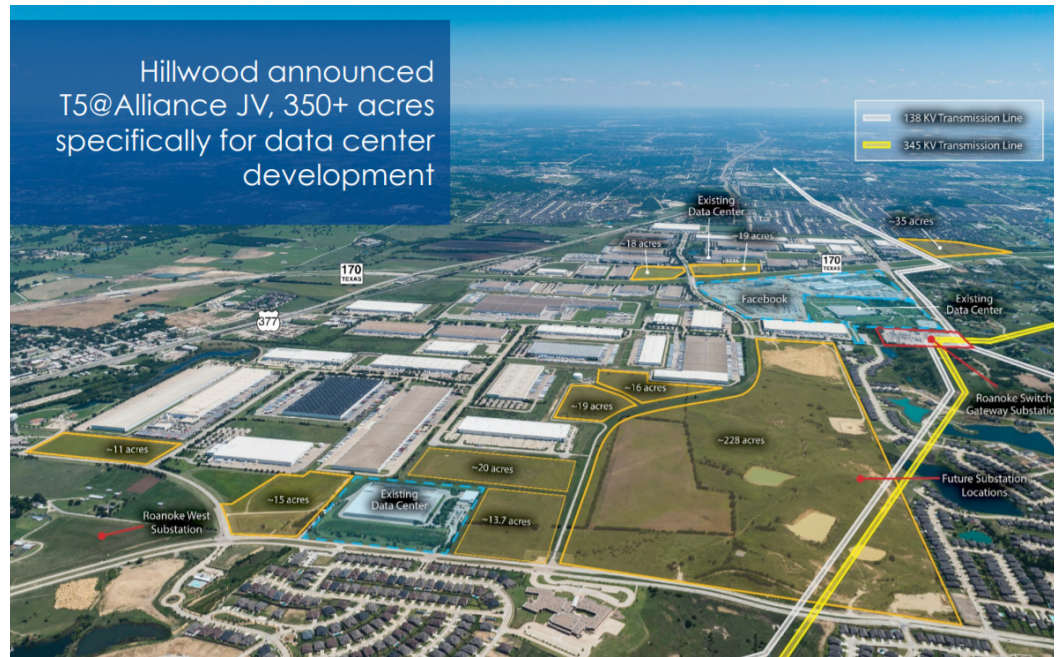 Hillwood announced
T5@Alliance JV, 350+ acres
specifically for data center
development
138 KV Transmission Line
345 KV Transmission Line
Existing
Data Center
~35 acres
~18 acres
~19 acres
170
TEXAS
170
TEXAS
Facebook
377
Existing
Data Center
Roanoke Switch
Gateway Substatio
~16 acres
~19 acres
~228 acres
~11 acres
~20 acres
Future Substation
Locations
~15 acres
Existing
Data Center
~13.7 acres
Roanoke West
Substation